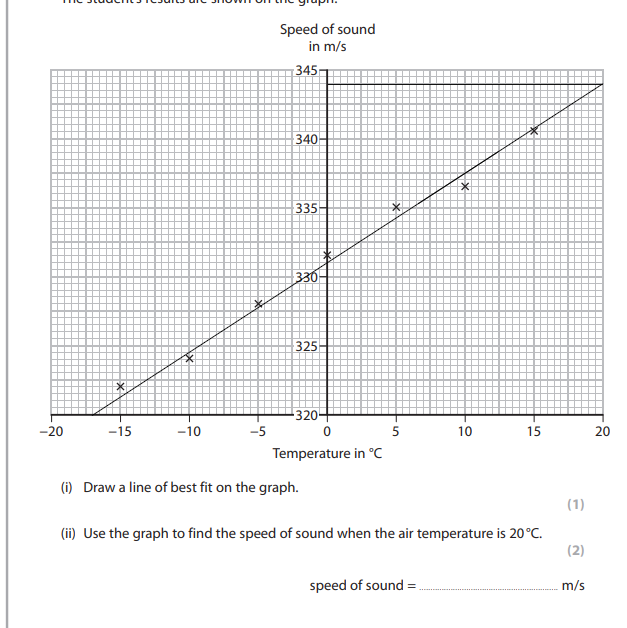 The student's results are shown on the graph.
Speed of sound
in m/s
345
340
335
330
325
320
−20 −15 −10 −5 0 5 10 15 20
Temperature in °C
(i) Draw a line of best fit on the graph.
(1)
(ii) Use the graph to find the speed of sound when the air temperature is 20 °C.
(2)
speed of sound = ............................................ m/s